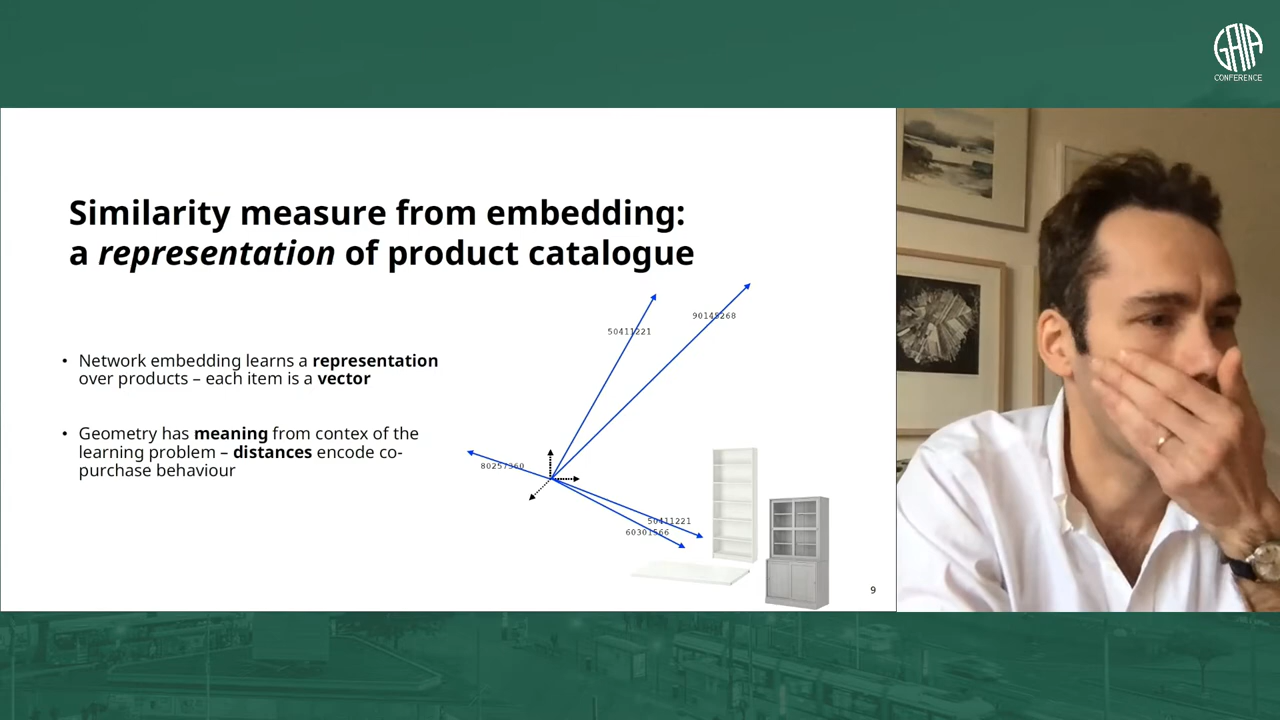 GAIA
CONFERENCE
Similarity measure from embedding:
a representation of product catalogue
• Network embedding learns a representation
over products – each item is a vector
• Geometry has meaning from contex of the
learning problem – distances encode co-
purchase behaviour
90148268
50411221
80257360
50411221
60301566
9